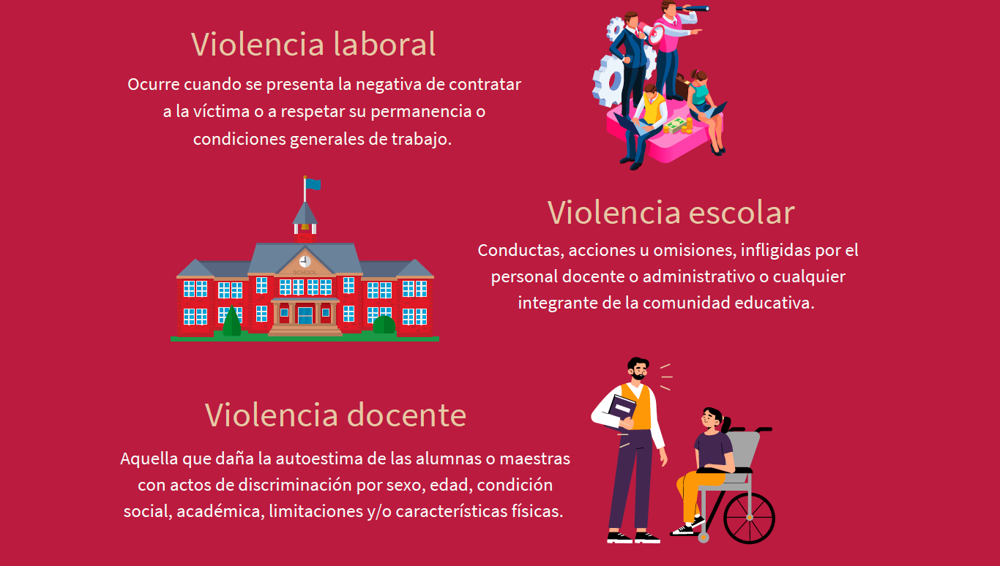 Violencia laboral
Ocurre cuando se presenta la negativa de contratar
a la víctima o a respetar su permanencia o
condiciones generales de trabajo.
Violencia escolar
Conductas, acciones u omisiones, infligidas por el
personal docente o administrativo o cualquier
integrante de la comunidad educativa.
SCHOOL
Violencia docente
Aquella que daña la autoestima de las alumnas o maestras
con actos de discriminación por sexo, edad, condición
social, académica, limitaciones y/o características físicas.